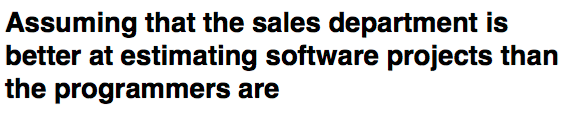 Assuming that the sales department is
better at estimating software projects than
the programmers are